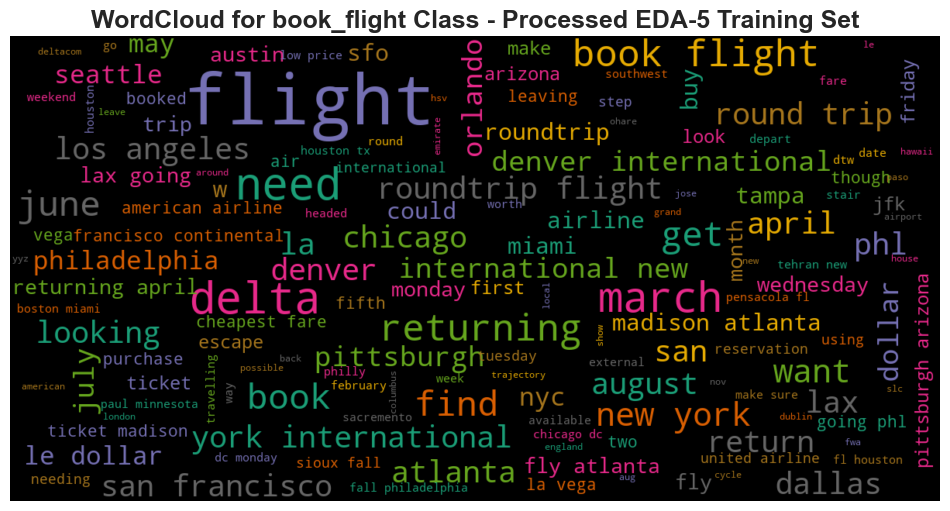 WordCloud for book_flight Class - Processed EDA-5 Training Set
deltacom
go
may
austin
low price
sfo
make
book flight
le
seattle
flight
orlando
arizona
southwest
buy
fare
friday
weekend
houston
booked
leave
hsv
leaving
step
round trip
trip
emirate
round
roundtrip
ohare
look
depart
los angeles
houston tx
air
international
denver international
dtw
date
hawaii
lax going
around
need
roundtrip flight
jose
though
paso
june
american airline
w
headed
could
worth
airline
grand
tampa
stair
jfk
airport
vega
francisco continental
la
chicago
miami
get
month
april
phl
house
yyz
philadelphia
denver
international new
new
tehran new
returning april
monday
first
local
wednesday
dollar
boston miami
delta
fifth
march
pensacola fl
pittsburgh arizona
looking
cheapest fare
returning
show
madison atlanta
using
escape
reservation
july
purchase
back
pittsburgh
tuesday
san
external
want
american
ticket
travelling
possible
philly
trajectory
way
february
week
columbus
august
nov
slc
paul minnesota
book
find
nyc
make sure
lax
london
sacremento
available
new york
dublin
going phl
ticket madison
york international
chicago dc
england
two
return
fwa
le dollar
dc monday
sioux fall
atlanta
fly atlanta
united airline
fl houston
needing
san francisco
fall philadelphia
la vega
aug
fly
cycle
dallas